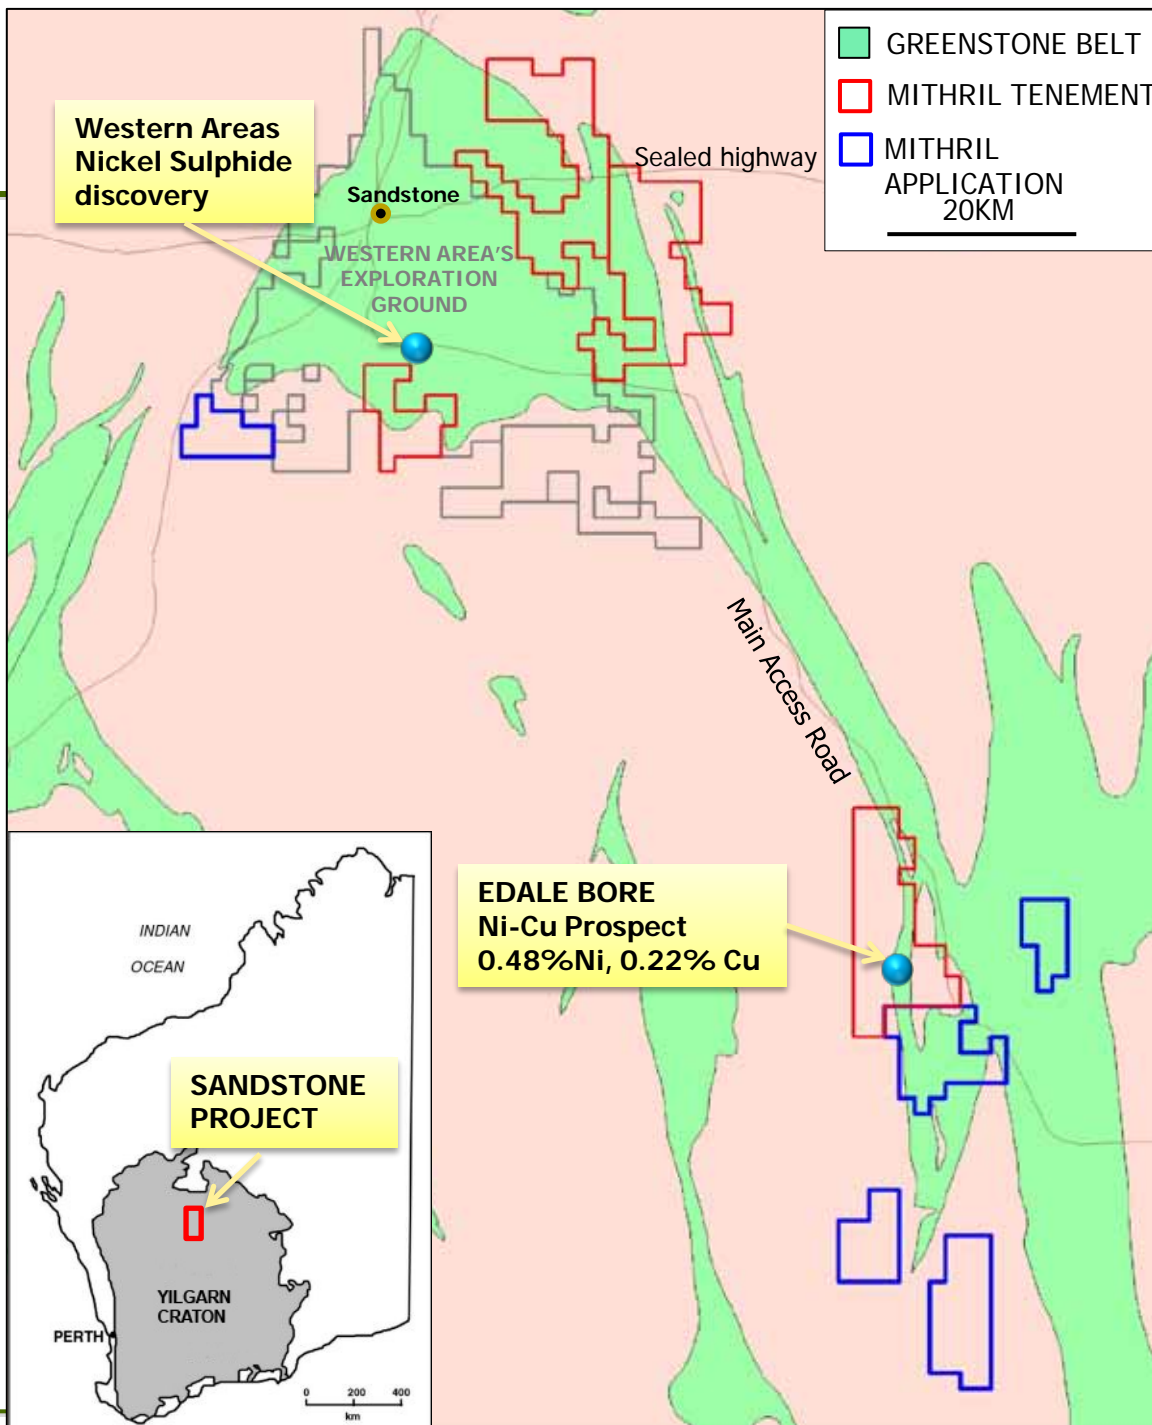 GREENSTONE BELT
MITHRIL TENEMENT
MITHRIL
APPLICATION
20KM
Western Areas
Nickel Sulphide
discovery
Sealed highway
Sandstone
WESTERN AREA'S
EXPLORATION
GROUND
Main Access Road
EDALE BORE
Ni-Cu Prospect
0.48%Ni, 0.22% Cu
INDIAN
OCEAN
SANDSTONE
PROJECT
YILGARN
CRATON
PERTH
0 200 400
km